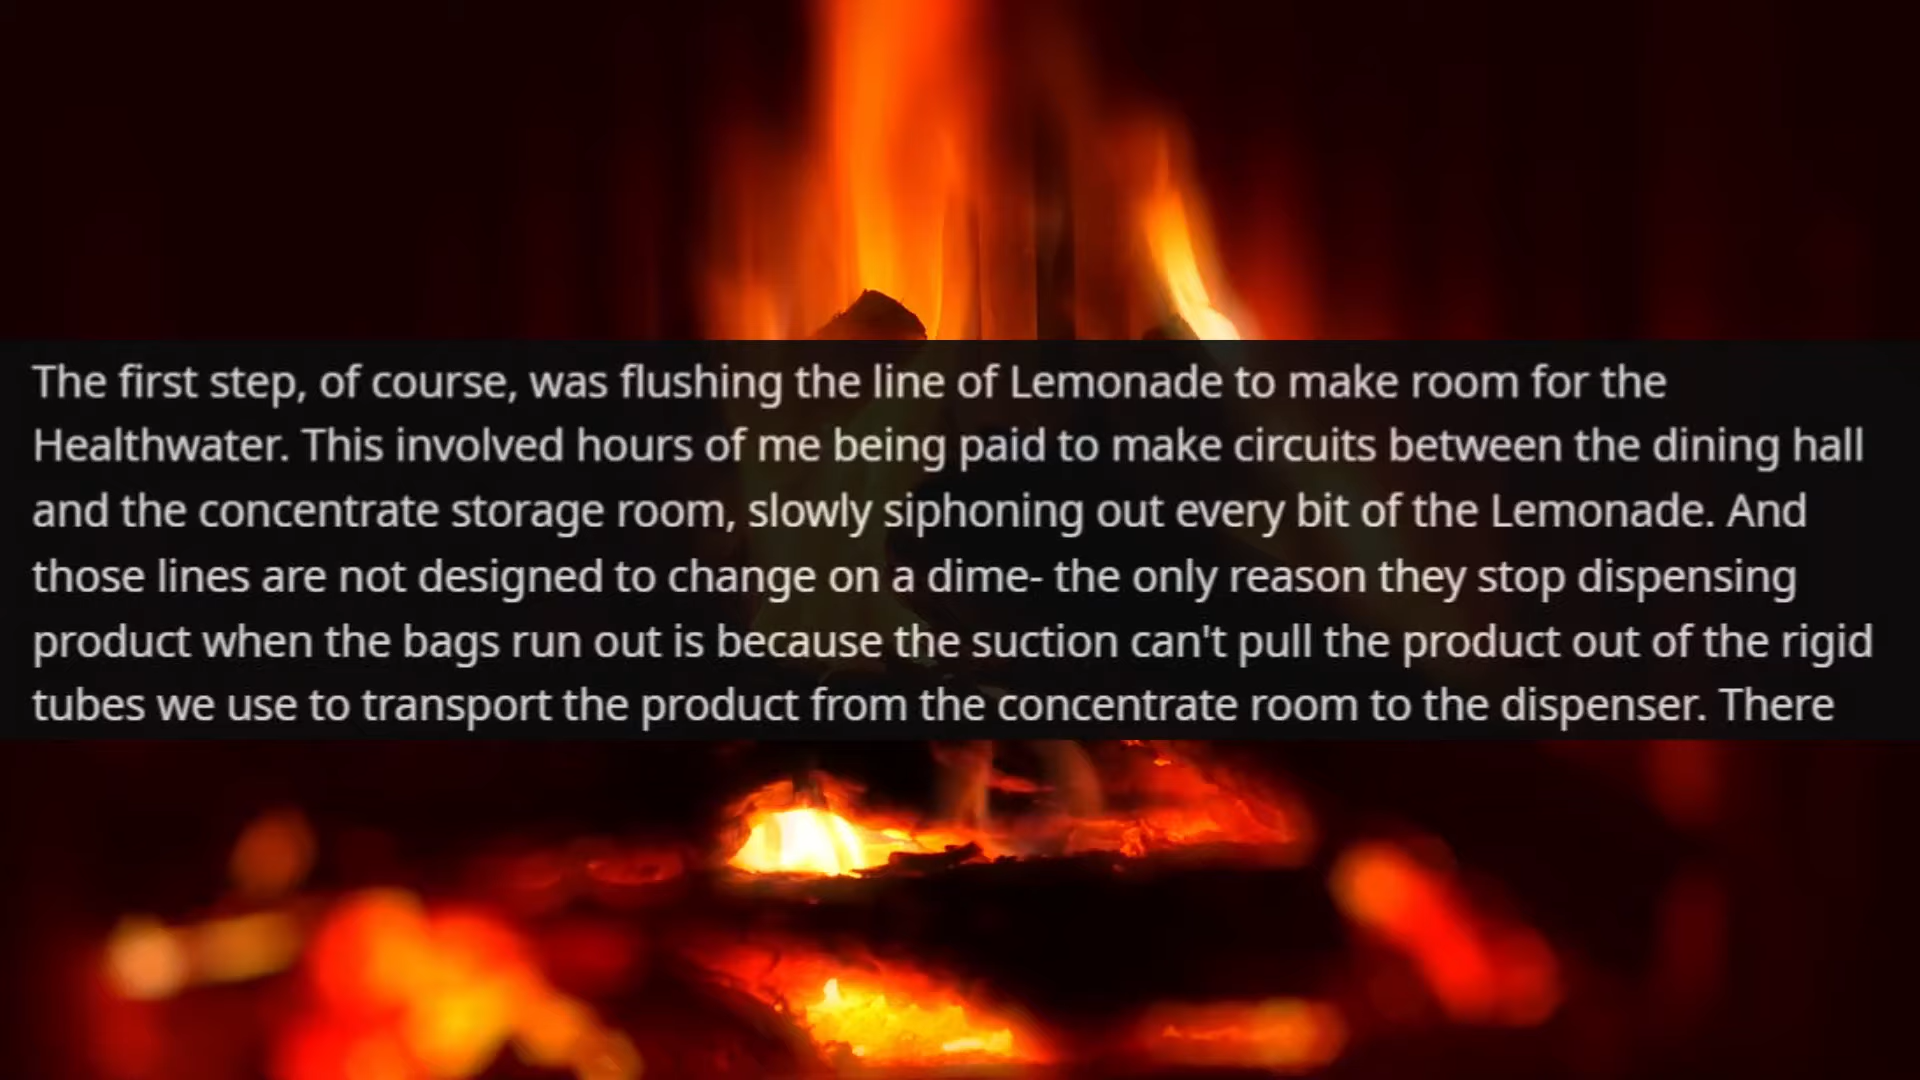 The first step, of course, was flushing the line of Lemonade to make room for the
Healthwater. This involved hours of me being paid to make circuits between the dining hall
and the concentrate storage room, slowly siphoning out every bit of the Lemonade. And
those lines are not designed to change on a dime- the only reason they stop dispensing
product when the bags run out is because the suction can't pull the product out of the rigid
tubes we use to transport the product from the concentrate room to the dispenser. There